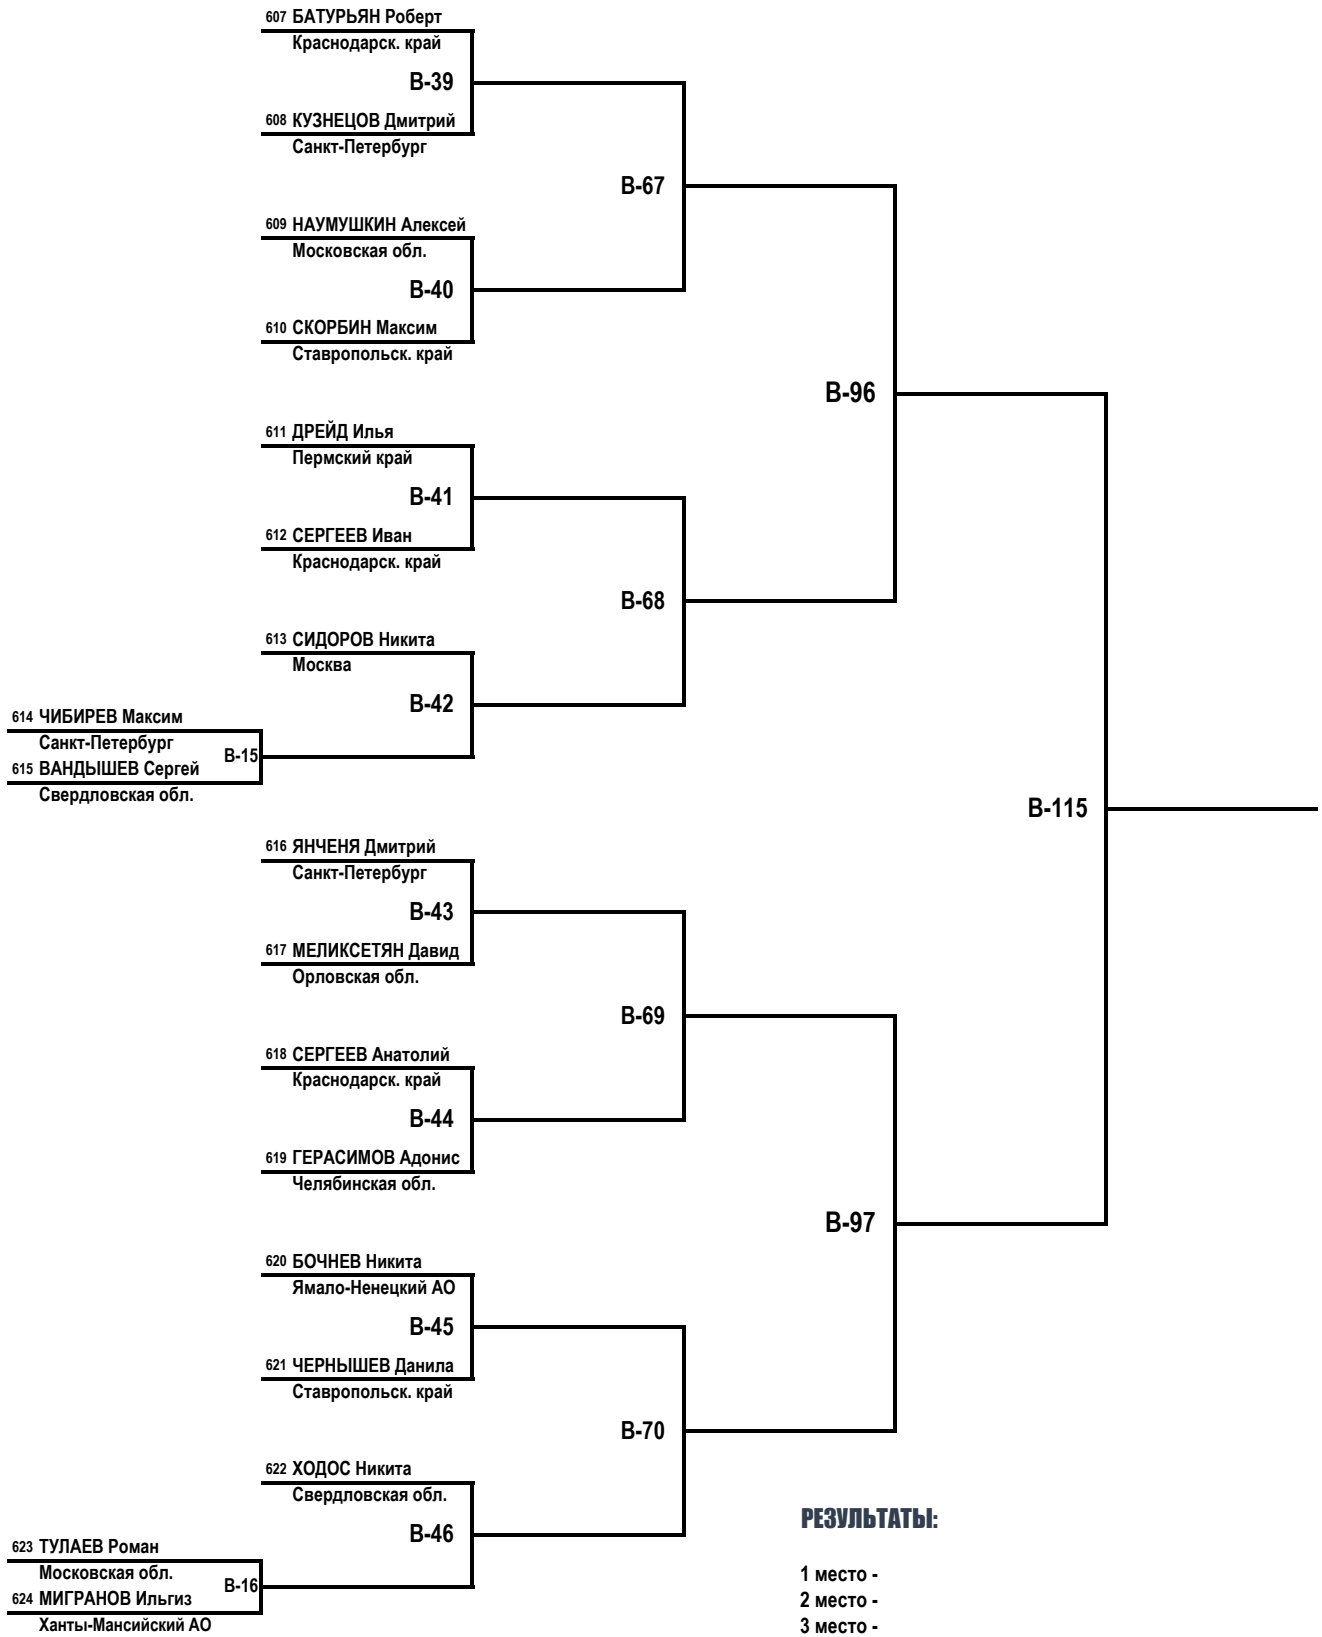 607 БАТУРЬЯН Роберт
Краснодарск. край
B-39
608 КУЗНЕЦОВ Дмитрий
Санкт-Петербург
B-67
609 НАУМУШКИН Алексей
Московская обл.
B-40
610 СКОРБИН Максим
Ставропольск. край
B-96
611 ДРЕЙД Илья
Пермский край
B-41
612 СЕРГЕЕВ Иван
Краснодарск. край
B-68
613 СИДОРОВ Никита
Москва
B-42
614 ЧИБИРЕВ Максим
Санкт-Петербург
B-15
615 ВАНДЫШЕВ Сергей
Свердловская обл.
B-115
616 ЯНЧЕНЯ Дмитрий
Санкт-Петербург
B-43
617 МЕЛИКСЕТЯН Давид
Орловская обл.
B-69
618 СЕРГЕЕВ Анатолий
Краснодарск. край
B-44
619 ГЕРАСИМОВ Адонис
Челябинская обл.
B-97
620 БОЧНЕВ Никита
Ямало-Ненецкий АО
B-45
621 ЧЕРНЫШЕВ Данила
Ставропольск. край
B-70
622 ХОДОС Никита
Свердловская обл.
B-46
623 ТУЛАЕВ Роман
Московская обл.
B-16
624 МИГРАНОВ Ильгиз
Ханты-Мансийский АО
РЕЗУЛЬТАТЫ:
1 место -
2 место -
3 место -